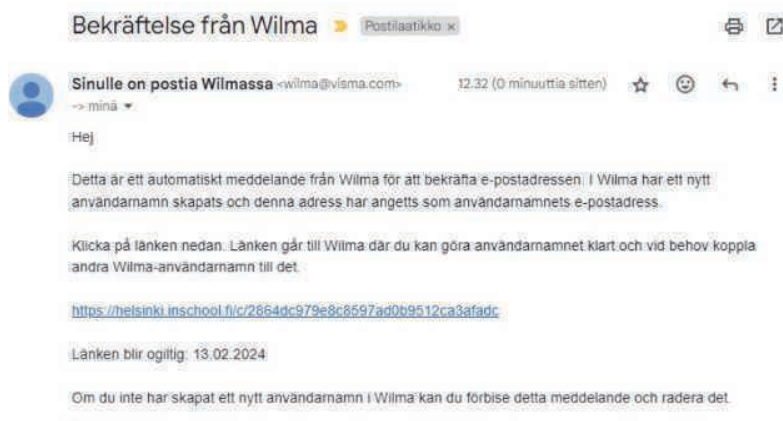 Bekräftelse från Wilma Postilaatikko x
Sinulle on postia Wilmassa <wilma@visma.com> 12.32 (0 minuuttia sitten)
-> minä
Hej
Detta är ett automatiskt meddelande från Wilma för att bekräfta e-postadressen. I Wilma har ett nytt
användarnamn skapats och denna adress har angetts som användarnamnets e-postadress.
Klicka på länken nedan. Länken går till Wilma där du kan göra användarnamnet klart och vid behov koppla
andra Wilma-användarnamn till det.
https://helsinki.inschool.fi/c/2864dc979e8c8597ad0b9512ca3afadc
Länken blir ogiltig: 13.02.2024
Om du inte har skapat ett nytt användarnamn i Wilma kan du förbise detta meddelande och radera det.